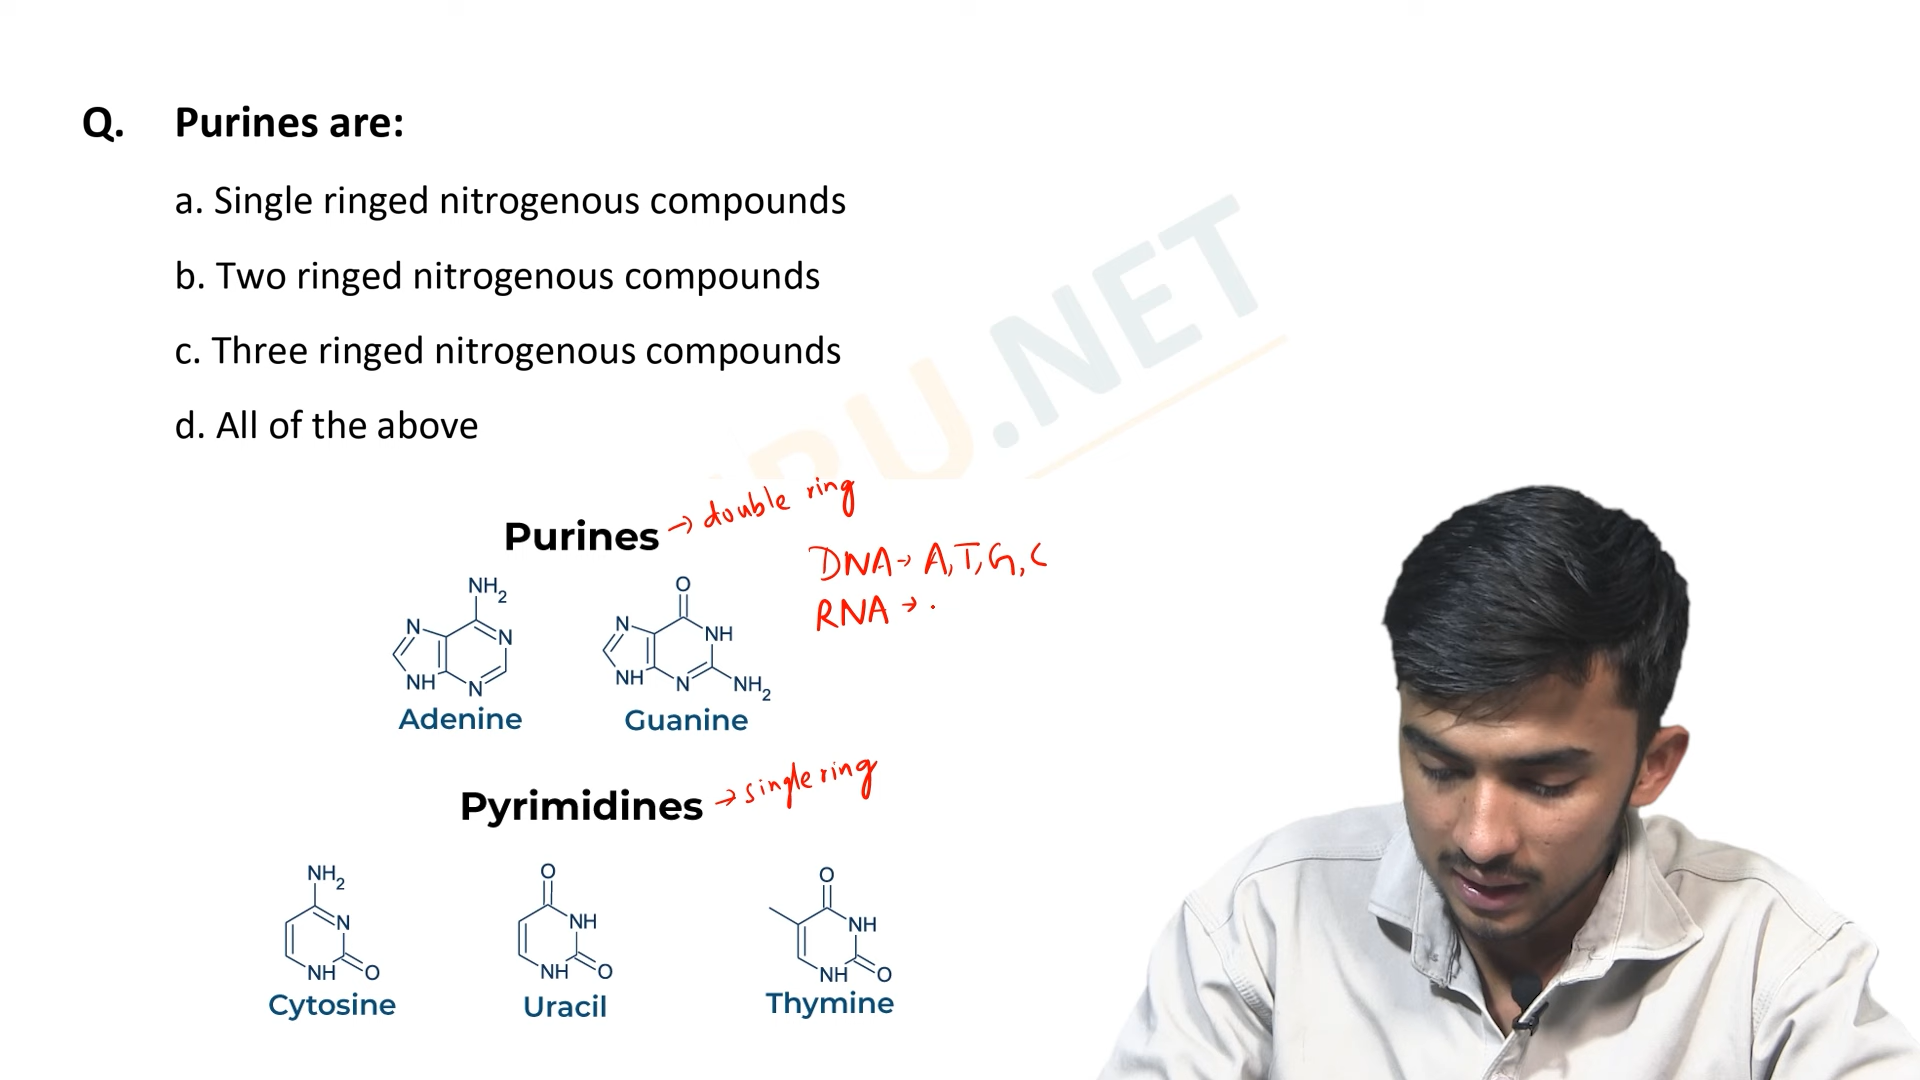 Q. Purines are:
a. Single ringed nitrogenous compounds
b. Two ringed nitrogenous compounds
c. Three ringed nitrogenous compounds
d. All of the above
RU.NET
Purines → double ring
DNA → A, T, G, C
RNA → .
NH2
N
N
NH
N
Adenine
O
N
NH
NH
N
NH2
Guanine
Pyrimidines → single ring
NH2
N
NH
O
Cytosine
O
NH
NH
O
Uracil
O
NH
NH
O
Thymine